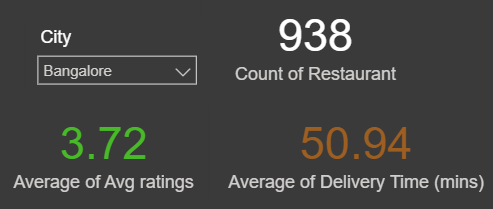 City
938
Bangalore
Count of Restaurant
3.72
50.94
Average of Avg ratings
Average of Delivery Time (mins)